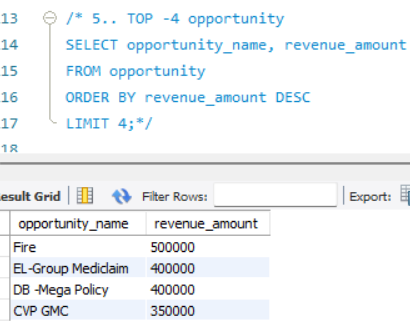 13 /* 5.. TOP -4 opportunity
14 SELECT opportunity_name, revenue_amount
15 FROM opportunity
16 ORDER BY revenue_amount DESC
17 LIMIT 4;*/
18
esult Grid Filter Rows: Export:
opportunity_name revenue_amount
Fire 500000
EL-Group Mediclaim 400000
DB -Mega Policy 400000
CVP GMC 350000